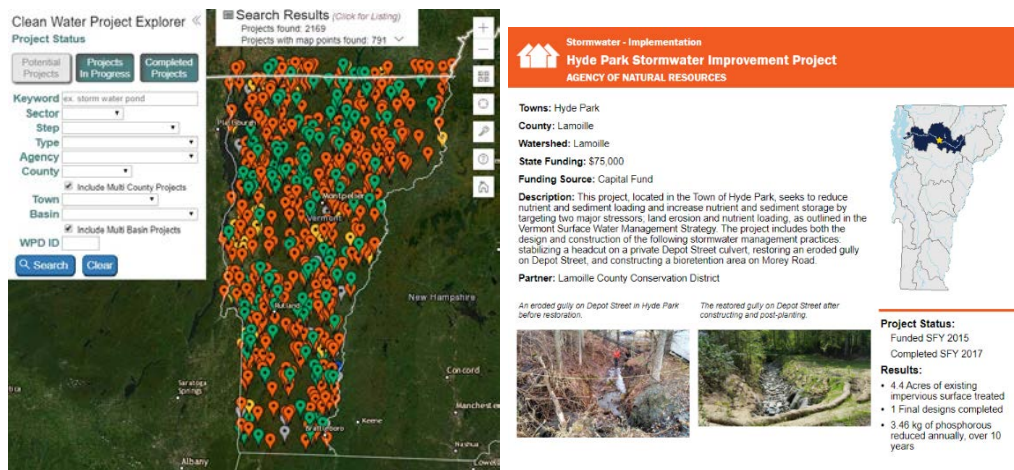 Clean Water Project Explorer
Project Status
Potential Projects
Projects In Progress
Completed Projects
Keyword ex. storm water pond
Sector
Step
Type
Agency
County
Include Multi County Projects
Town
Basin
Include Multi Basin Projects
WPD ID
Search Clear
Search Results (Click for Listing)
Projects found: 2169
Projects with map points found: 791
Montpelier
Vermont
Rutland
New Hampshire
Concord
Saratoga
Springs
Keene
Brattleboro
Manchester
Nashua
Albany
Lowell
Stormwater - Implementation
Hyde Park Stormwater Improvement Project
AGENCY OF NATURAL RESOURCES
Towns: Hyde Park
County: Lamoille
Watershed: Lamoille
State Funding: $75,000
Funding Source: Capital Fund
Description: This project, located in the Town of Hyde Park, seeks to reduce
nutrient and sediment loading and increase nutrient and sediment storage by
targeting two major stressors, land erosion and nutrient loading, as outlined in the
Vermont Surface Water Management Strategy. The project includes both the
design and construction of the following stormwater management practices:
stabilizing a headcut on a private Depot Street culvert, restoring an eroded gully
on Depot Street, and constructing a bioretention area on Morey Road.
Partner: Lamoille County Conservation District
An eroded gully on Depot Street in Hyde Park
before restoration.
The restored gully on Depot Street after
constructing and post-planting.
Project Status:
Funded SFY 2015
Completed SFY 2017
Results:
• 4.4 Acres of existing
impervious surface treated
• 1 Final designs completed
• 3.46 kg of phosphorous
reduced annually, over 10
years